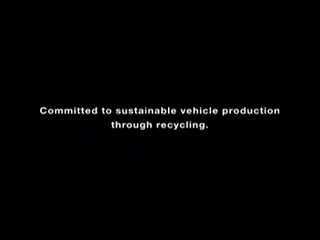 Committed to sustainable vehicle production
through recycling.